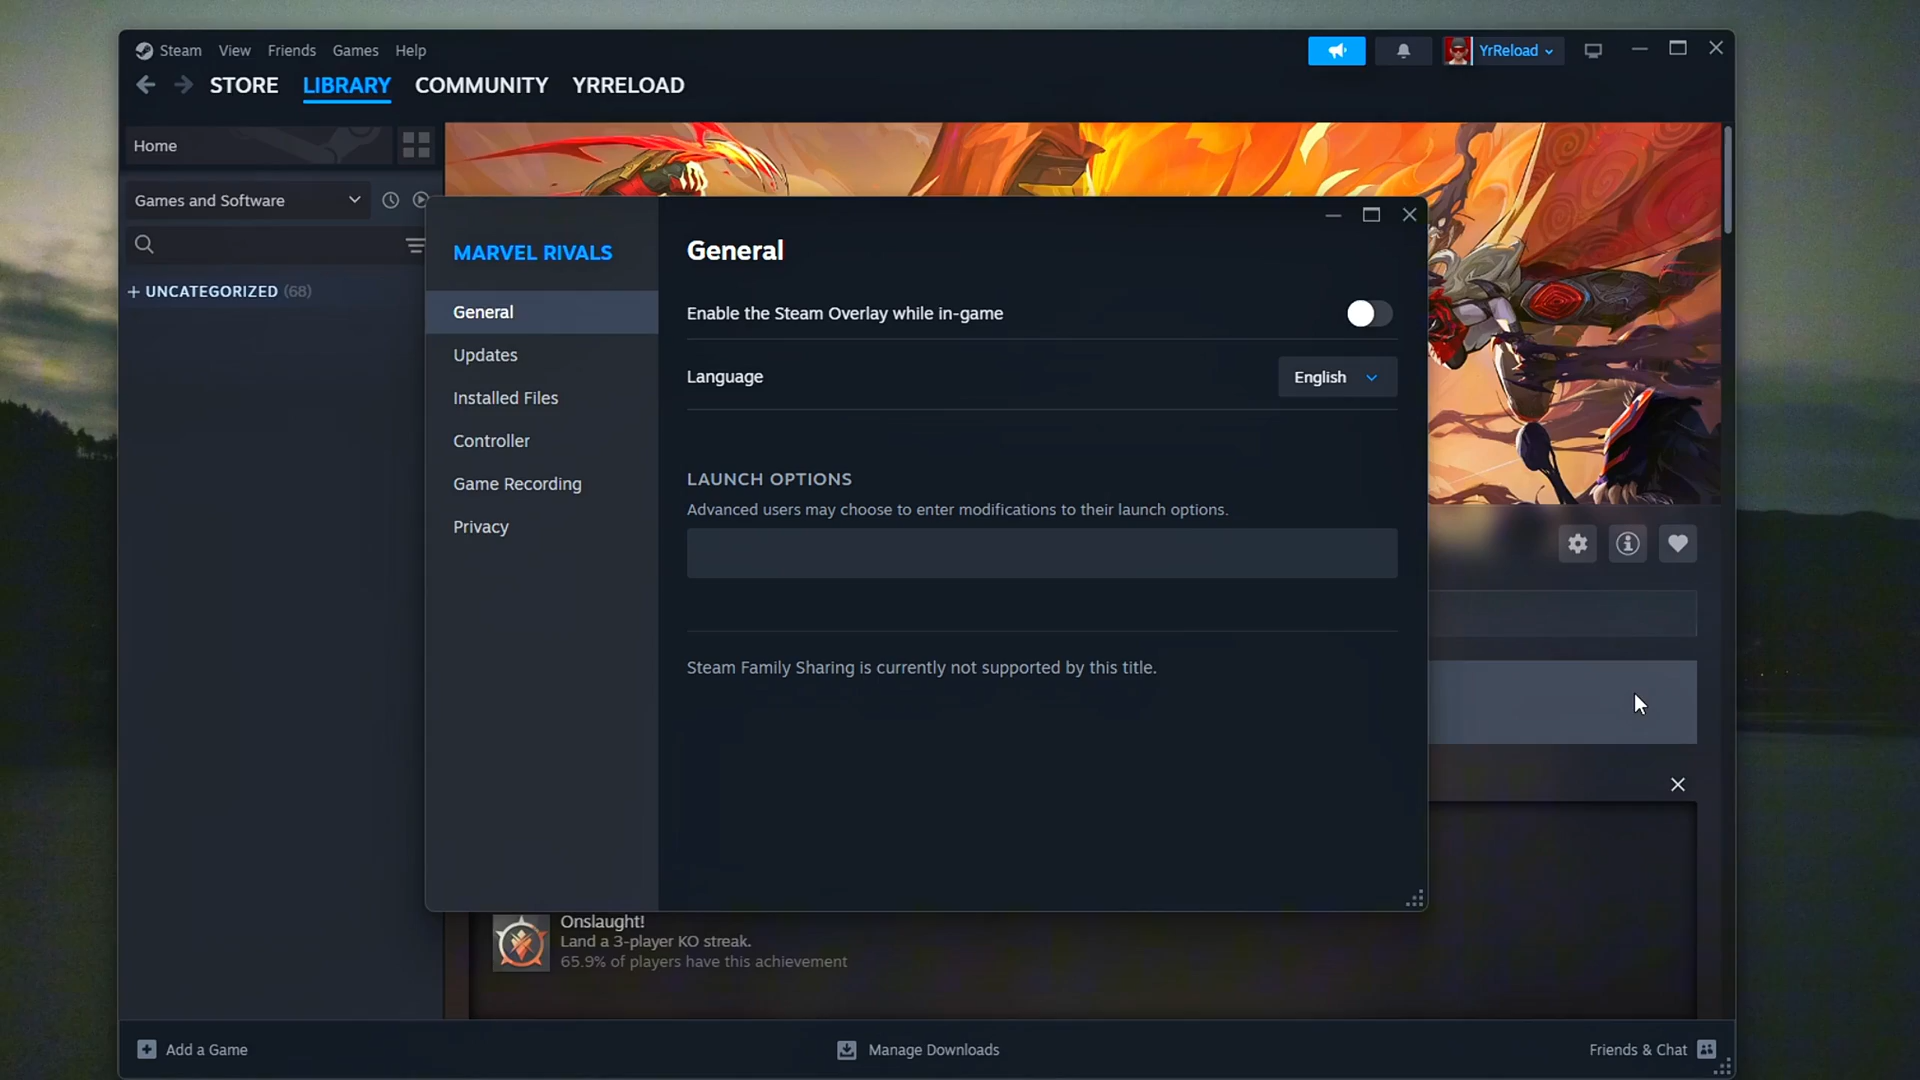 Steam View Friends Games Help
YrReload
STORE LIBRARY COMMUNITY YRRELOAD
Home
Games and Software
+ UNCATEGORIZED (68)
MARVEL RIVALS
General
Updates
Installed Files
Controller
Game Recording
Privacy
General
Enable the Steam Overlay while in-game
Language
English
LAUNCH OPTIONS
Advanced users may choose to enter modifications to their launch options.
Steam Family Sharing is currently not supported by this title.
Onslaught!
Land a 3-player KO streak.
65.9% of players have this achievement
Add a Game
Manage Downloads
Friends & Chat